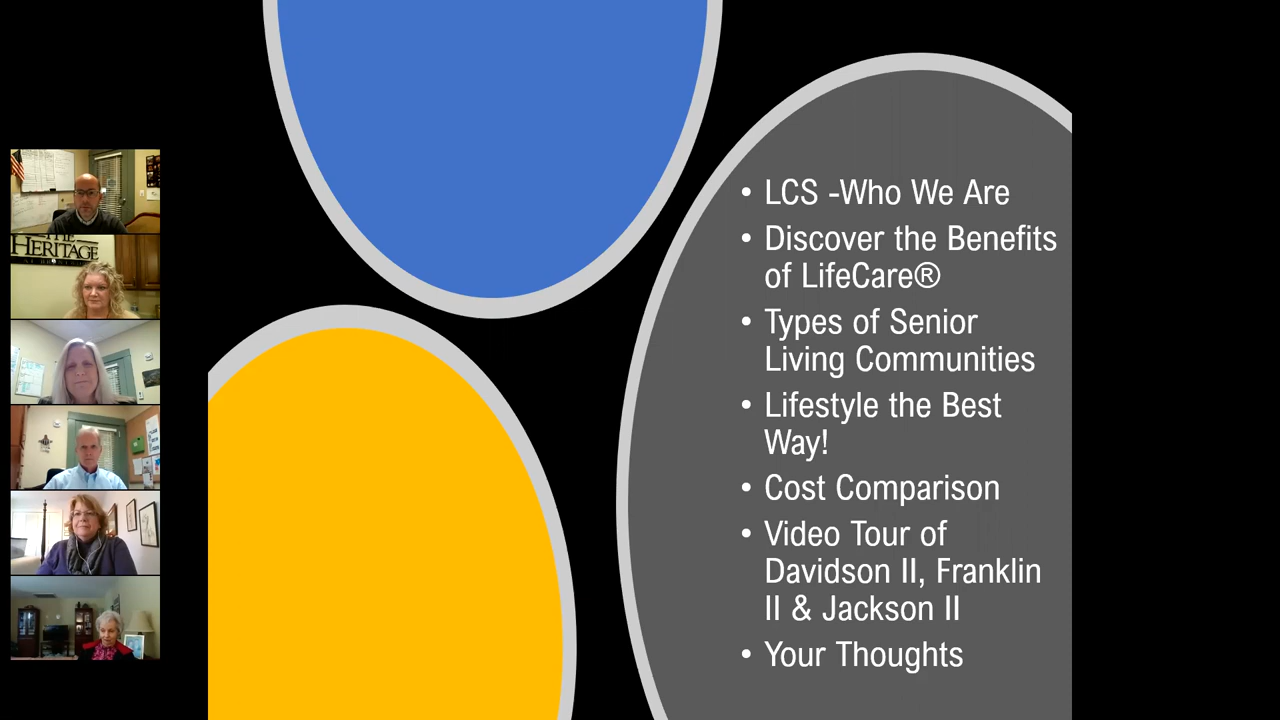 THE
HERITAGE
• LCS -Who We Are
• Discover the Benefits
of LifeCare®
• Types of Senior
Living Communities
• Lifestyle the Best
Way!
• Cost Comparison
• Video Tour of
Davidson II, Franklin
II & Jackson II
• Your Thoughts